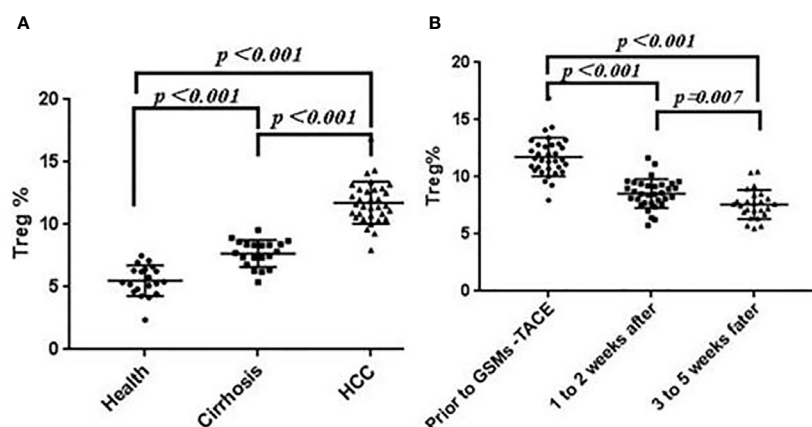 A
p<0.001
p<0.001
p<0.001
20
15
10
5
0
Treg %
Health
Cirrhosis
HCC
B
p<0.001
p<0.001
p=0.007
20
15
10
5
0
Treg%
Prior to GSMs -TACE
1 to 2 weeks after
3 to 5 weeks fater